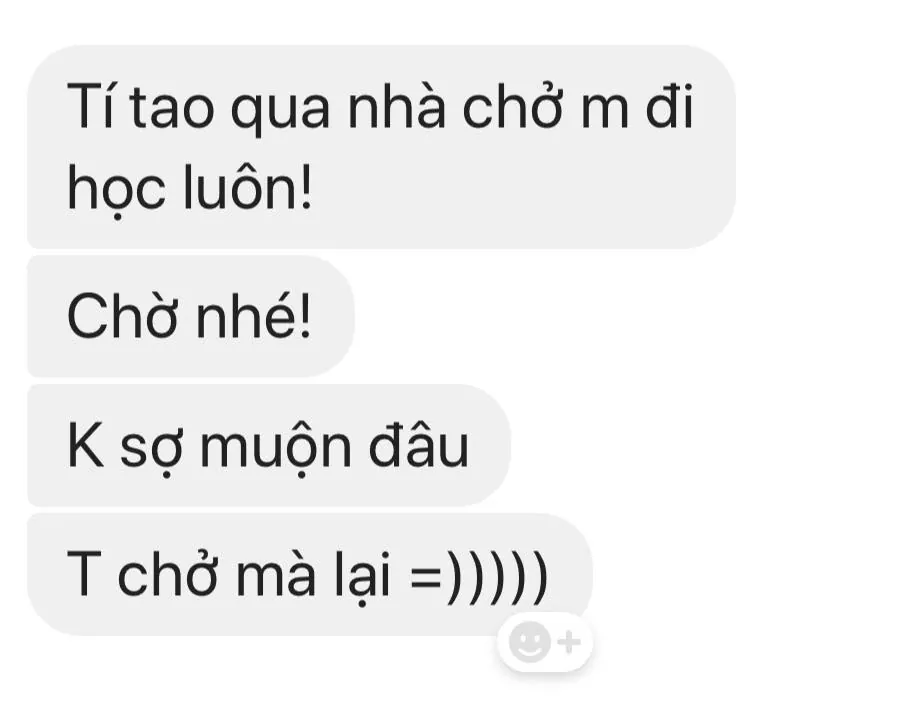 Tí tao qua nhà chở m đi
học luôn!
Chờ nhé!
K sợ muộn đâu
T chở mà lại =)))))